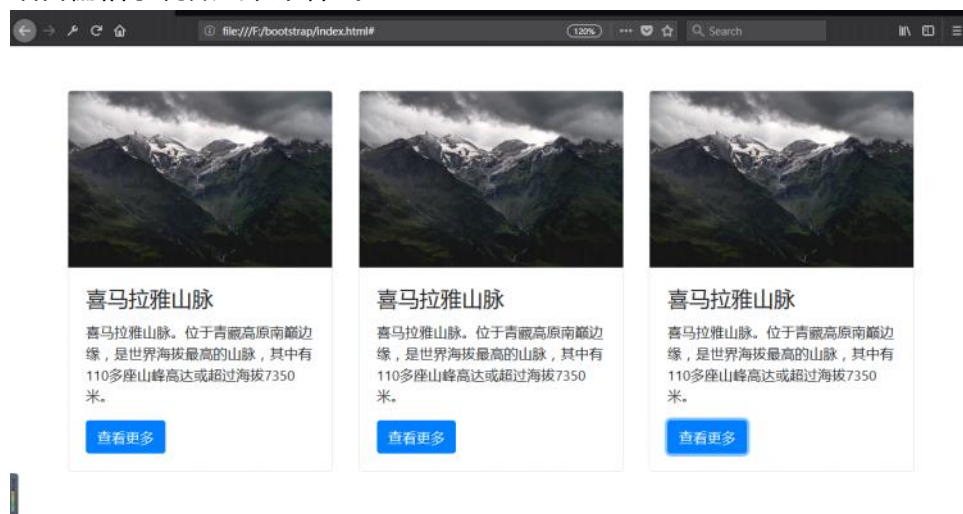 file:///F:/bootstrap/index.html#
120%
Search
喜马拉雅山脉
喜马拉雅山脉。位于青藏高原南巅边
缘，是世界海拔最高的山脉，其中有
110多座山峰高达或超过海拔7350
米。
查看更多
喜马拉雅山脉
喜马拉雅山脉。位于青藏高原南巅边
缘，是世界海拔最高的山脉，其中有
110多座山峰高达或超过海拔7350
米。
查看更多
喜马拉雅山脉
喜马拉雅山脉。位于青藏高原南巅边
缘，是世界海拔最高的山脉，其中有
110多座山峰高达或超过海拔7350
米。
查看更多